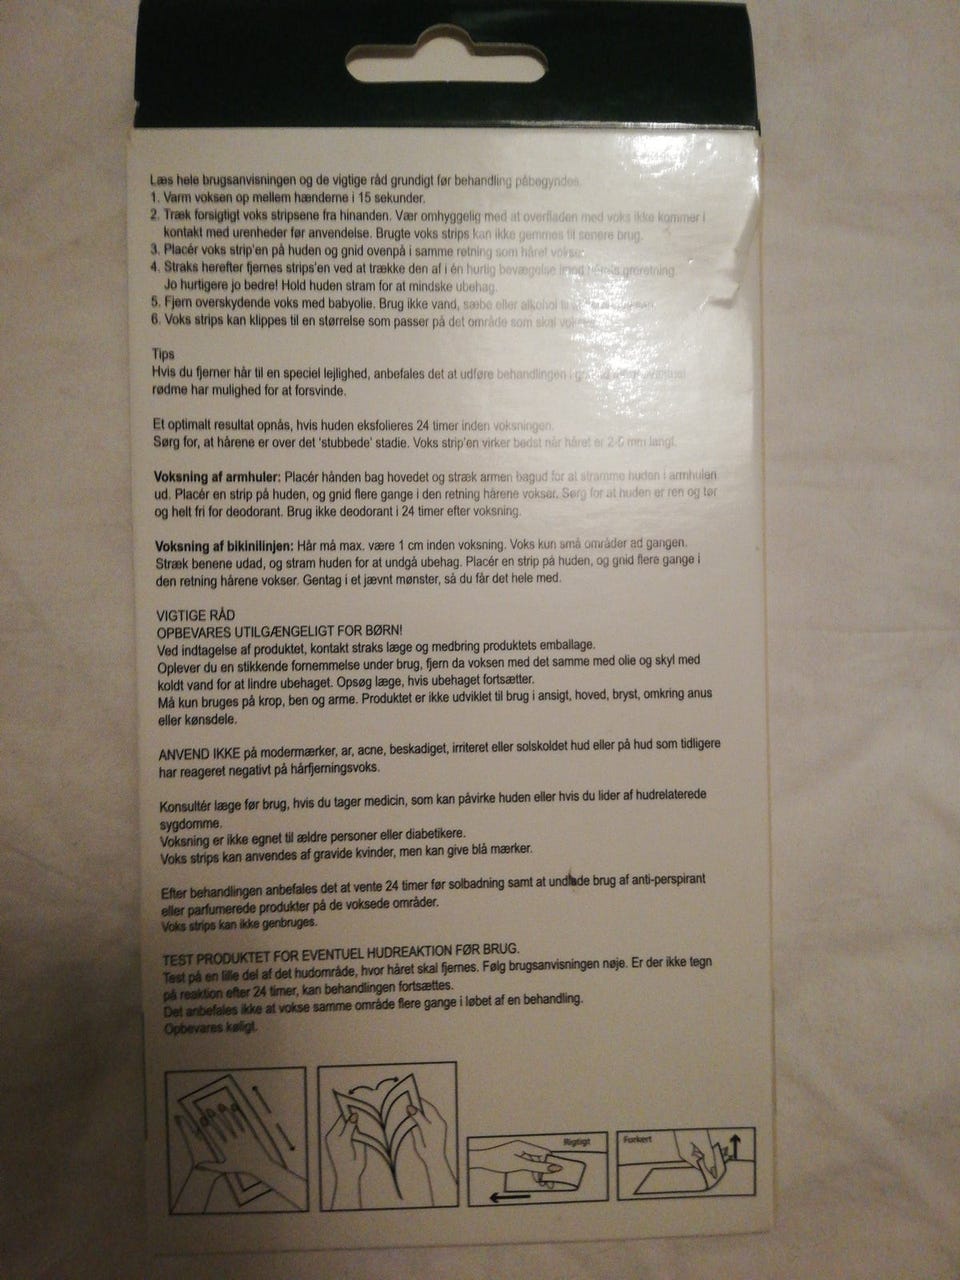 Læs hele brugsanvisningen og de vigtige råd grundigt før behandling påbegyndes.
1. Varm voksen op mellem hænderne i 15 sekunder.
2. Træk forsigtigt voks stripsene fra hinanden. Vær omhyggelig med at overfladen med voks ikke kommer i
kontakt med urenheder før anvendelse. Brugte voks strips kan ikke gemmes til senere brug.
3. Placér voks strip'en på huden og gnid ovenpå i samme retning som håret vokser.
4. Straks herefter fjernes strips'en ved at trække den af i én hurtig bevægelse imod hårets groretning.
Jo hurtigere jo bedre! Hold huden stram for at mindske ubehag.
5. Fjern overskydende voks med babyolie. Brug ikke vand, sæbe eller alkohol
6. Voks strips kan klippes til en størrelse som passer på det område som skal
Tips
Hvis du fjerner hår til en speciel lejlighed, anbefales det at udføre behandlingen i
rødme har mulighed for at forsvinde.
Et optimalt resultat opnås, hvis huden eksfolieres 24 timer inden voksningen.
Sørg for, at hårene er over det 'stubbede' stadie. Voks strip'en virker bedst når håret er mm langt.
Voksning af armhuler: Placér hånden bag hovedet og stræk armen bagud for at stramme huden i armhulen
ud. Placér en strip på huden, og gnid flere gange i den retning hårene vokser. Sørg for at huden er ren og tør
og helt fri for deodorant. Brug ikke deodorant i 24 timer efter voksning.
Voksning af bikinilinjen: Hår må max. være 1 cm inden voksning. Voks kun små områder ad gangen.
Stræk benene udad, og stram huden for at undgå ubehag. Placér en strip på huden, og gnid flere gange i
den retning hårene vokser. Gentag i et jævnt mønster, så du får det hele med.
VIGTIGE RÅD
OPBEVARES UTILGÆNGELIGT FOR BØRN!
Ved indtagelse af produktet, kontakt straks læge og medbring produktets emballage.
Oplever du en stikkende fornemmelse under brug, fjern da voksen med det samme med olie og skyl med
koldt vand for at lindre ubehaget. Opsøg læge, hvis ubehaget fortsætter.
Må kun bruges på krop, ben og arme. Produktet er ikke udviklet til brug i ansigt, hoved, bryst, omkring anus
eller kønsdele.
ANVEND IKKE på modermærker, ar, acne, beskadiget, irriteret eller solskoldet hud eller på hud som tidligere
har reageret negativt på hårfjerningsvoks.
Konsultér læge før brug, hvis du tager medicin, som kan påvirke huden eller hvis du lider af hudrelaterede
sygdomme.
Voksning er ikke egnet til ældre personer eller diabetikere.
Voks strips kan anvendes af gravide kvinder, men kan give blå mærker.
Efter behandlingen anbefales det at vente 24 timer før solbadning samt at undlade brug af anti-perspirant
eller parfumerede produkter på de voksede områder.
Voks strips kan ikke genbruges.
TEST PRODUKTET FOR EVENTUEL HUDREAKTION FØR BRUG.
Test på en lille del af det hudområde, hvor håret skal fjernes. Følg brugsanvisningen nøje. Er der ikke tegn
på reaktion efter 24 timer, kan behandlingen fortsættes.
Det anbefales ikke at vokse samme område flere gange i løbet af en behandling.
Opbevares køligt.
Rigtigt
Forkert